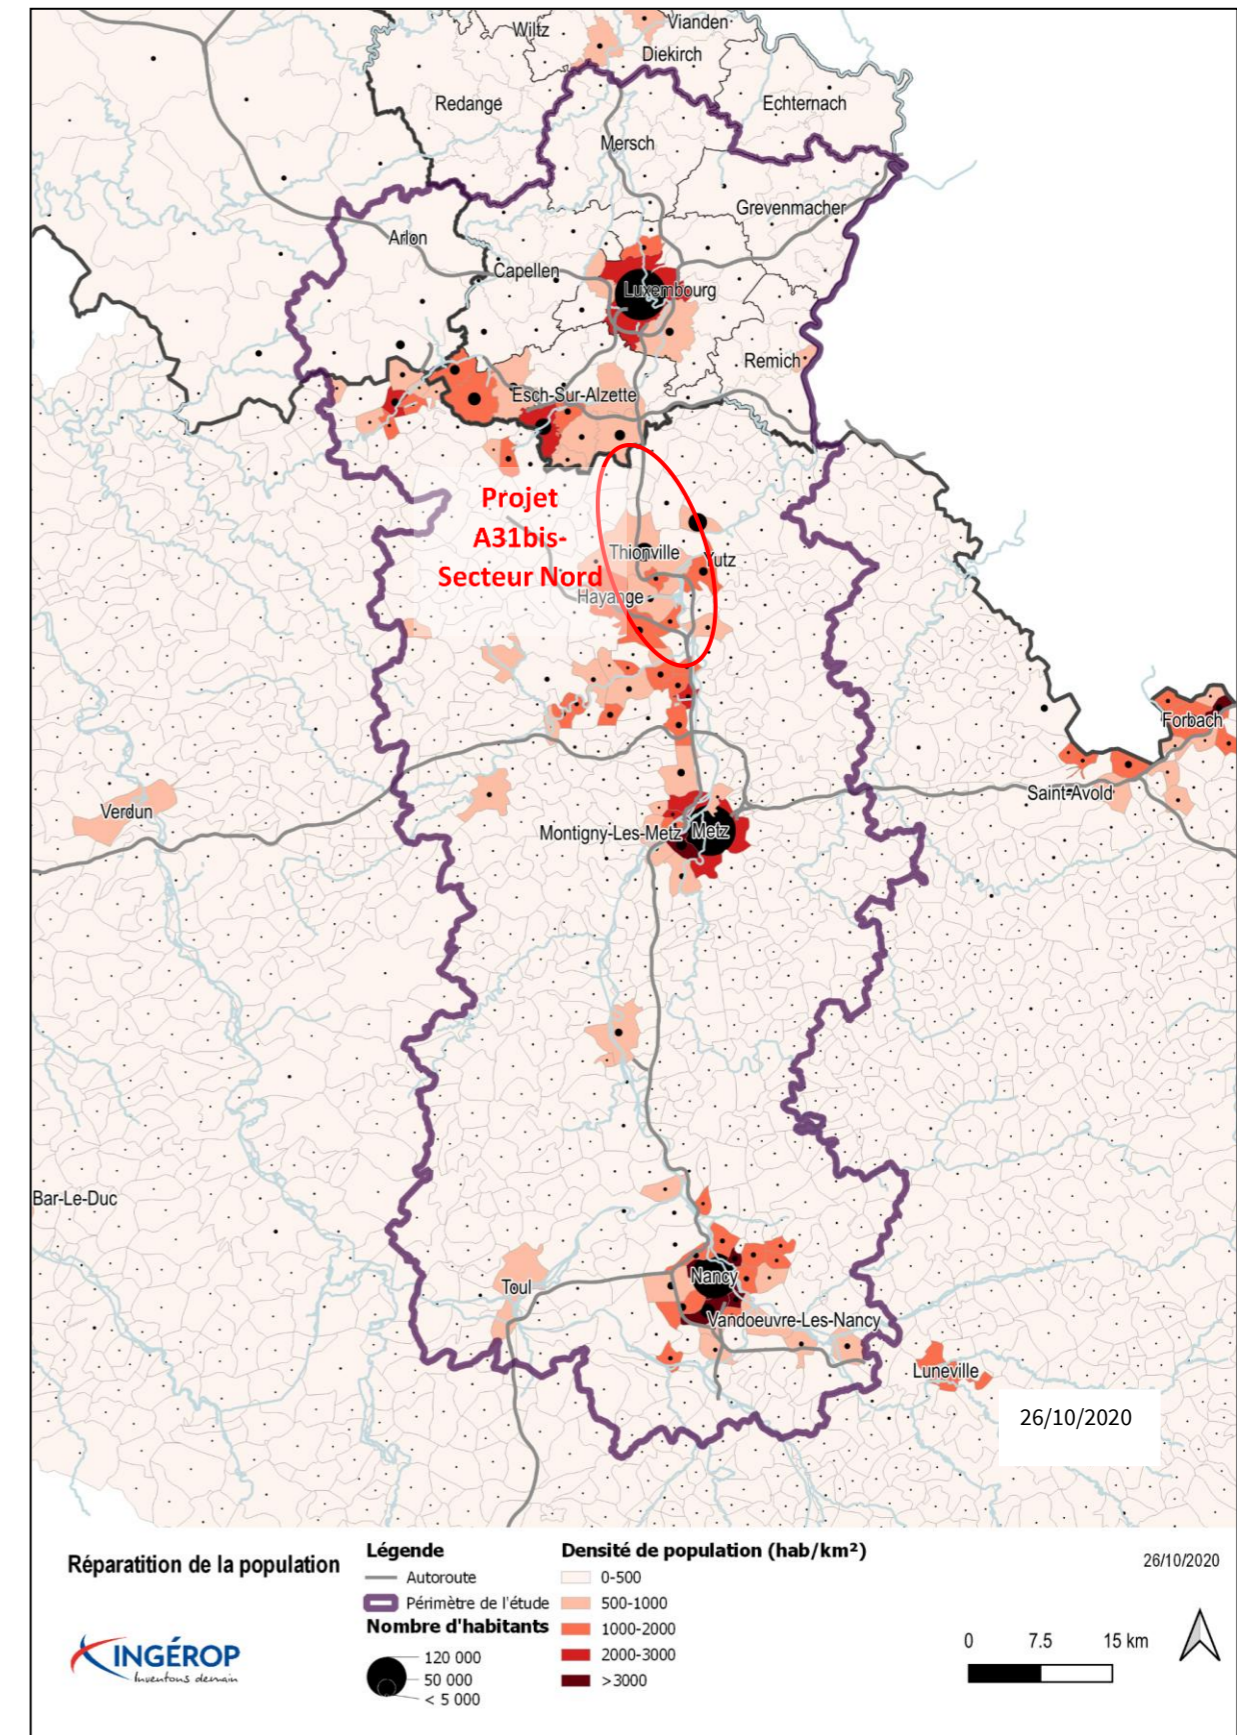 Wiltz
Vianden
Diekirch
Redange
Echternach
Mersch
Grevenmacher
Arlon
Capellen
Luxembourg
Remich
Esch-Sur-Alzette
Projet
A31bis-
Secteur Nord
Thionville
Yutz
Hayange
Forbach
Saint-Avold
Verdun
Montigny-Les-Metz
Metz
Bar-Le-Duc
Toul
Nancy
Vandoeuvre-Les-Nancy
Luneville
26/10/2020
Réparatition de la population
INGÉROP
Inventons demain
Légende
Autoroute
Périmètre de l'étude
Nombre d'habitants
120 000
50 000
< 5 000
Densité de population (hab/km²)
0-500
500-1000
1000-2000
2000-3000
>3000
26/10/2020
0 7.5 15 km